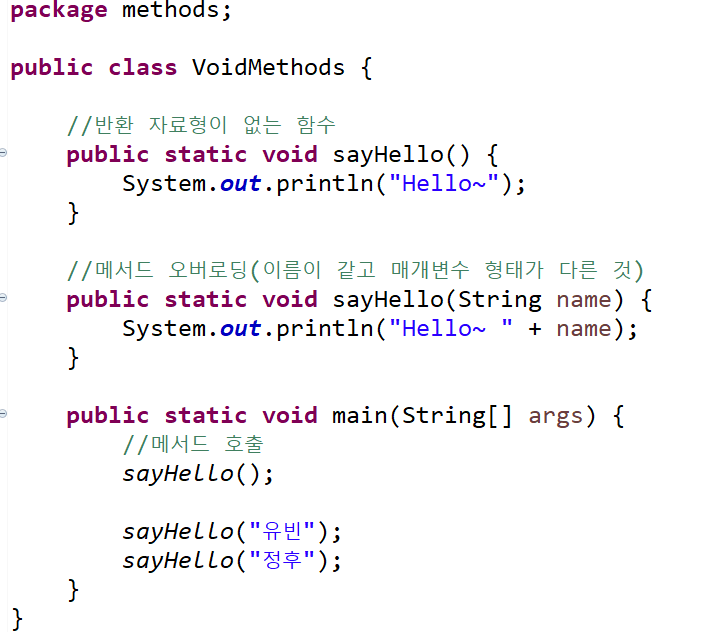 package methods;
public class VoidMethods {
//반환 자료형이 없는 함수
public static void sayHello() {
System.out.println("Hello~");
}
//메서드 오버로딩(이름이 같고 매개변수 형태가 다른 것)
public static void sayHello(String name) {
System.out.println("Hello~ " + name);
}
public static void main(String[] args) {
//메서드 호출
sayHello();
sayHello("유빈");
sayHello("정후");
}
}